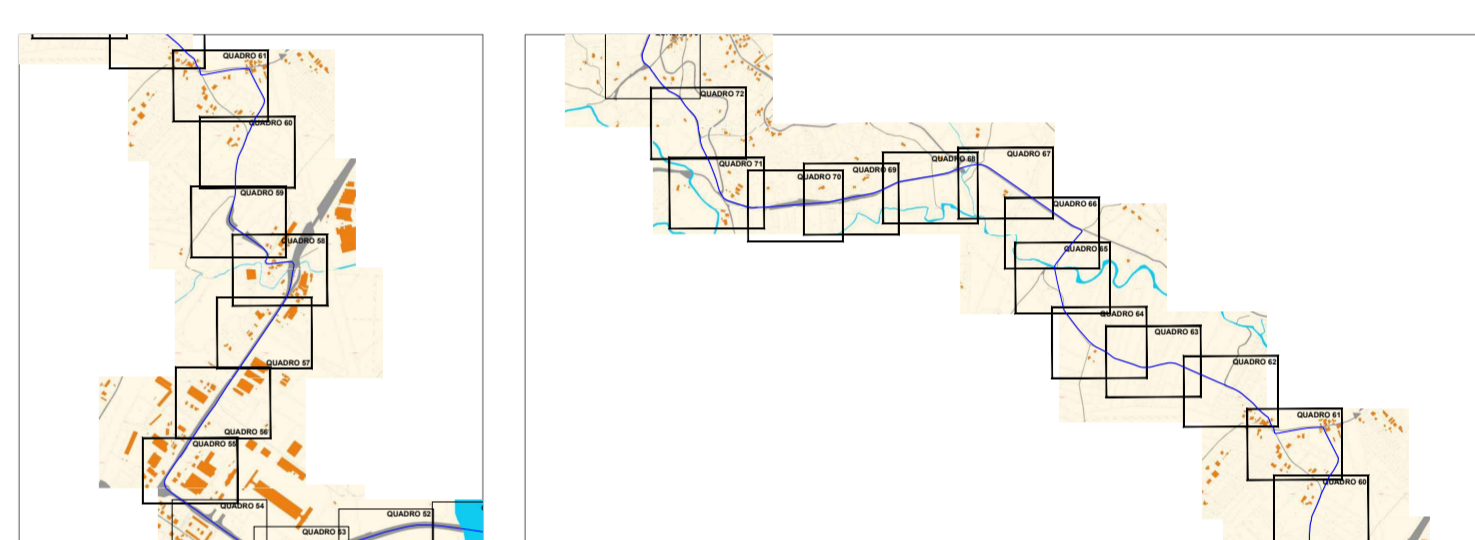 QUADRO 61
QUADRO 60
QUADRO 59
QUADRO 58
QUADRO 57
QUADRO 56
QUADRO 55
QUADRO 54
QUADRO 53
QUADRO 52
QUADRO 72
QUADRO 71
QUADRO 70
QUADRO 69
QUADRO 68
QUADRO 67
QUADRO 66
QUADRO 65
QUADRO 64
QUADRO 63
QUADRO 62
QUADRO 61
QUADRO 60